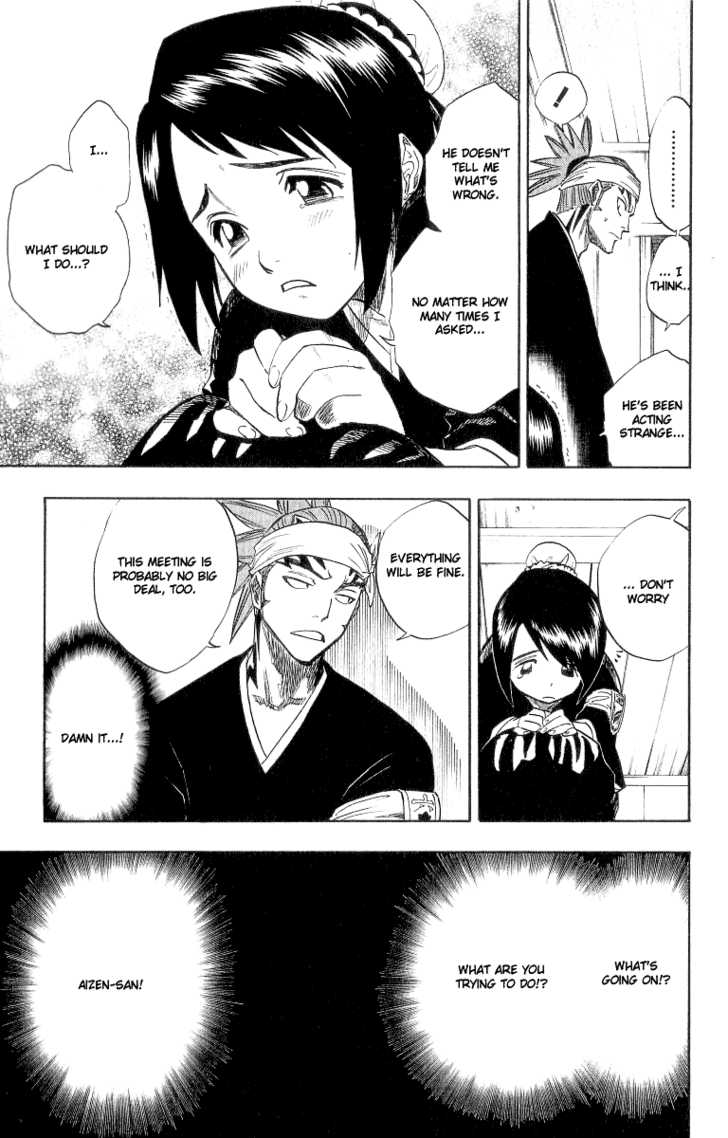 !
..........
... I
THINK..
HE'S BEEN
ACTING
STRANGE...
HE DOESN'T
TELL ME
WHAT'S
WRONG.
NO MATTER HOW
MANY TIMES I
ASKED...
I...
WHAT SHOULD
I DO...?
... DON'T
WORRY
EVERYTHING
WILL BE FINE.
THIS MEETING IS
PROBABLY NO BIG
DEAL, TOO.
DAMN IT...!
WHAT'S
GOING ON!?
WHAT ARE YOU
TRYING TO DO!?
AIZEN-SAN!